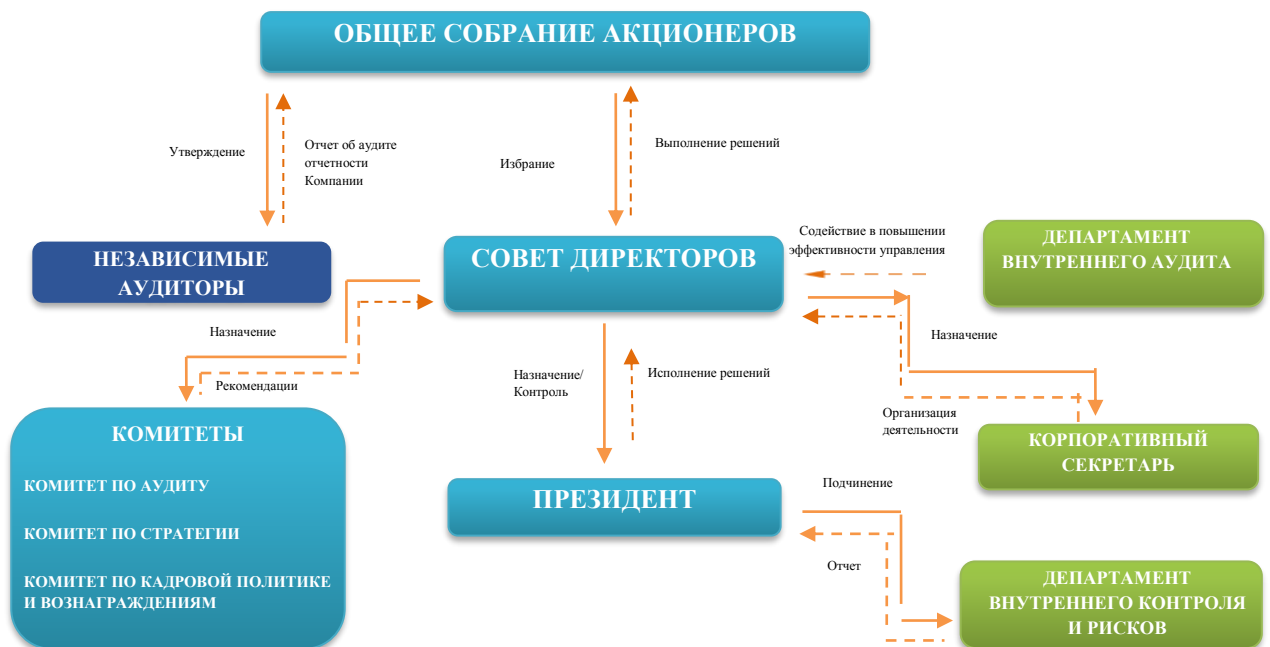 ОБЩЕЕ СОБРАНИЕ АКЦИОНЕРОВ
Утверждение
Отчет об аудите
отчетности
Компании
Избрание
Выполнение решений
НЕЗАВИСИМЫЕ
АУДИТОРЫ
СОВЕТ ДИРЕКТОРОВ
Содействие в повышении
эффективности управления
ДЕПАРТАМЕНТ
ВНУТРЕННЕГО АУДИТА
Назначение
Рекомендации
Назначение/
Контроль
Исполнение решений
Назначение
Организация
деятельности
КОМИТЕТЫ
КОМИТЕТ ПО АУДИТУ
КОМИТЕТ ПО СТРАТЕГИИ
КОМИТЕТ ПО КАДРОВОЙ ПОЛИТИКЕ
И ВОЗНАГРАЖДЕНИЯМ
ПРЕЗИДЕНТ
КОРПОРАТИВНЫЙ
СЕКРЕТАРЬ
Подчинение
Отчет
ДЕПАРТАМЕНТ
ВНУТРЕННЕГО КОНТРОЛЯ
И РИСКОВ